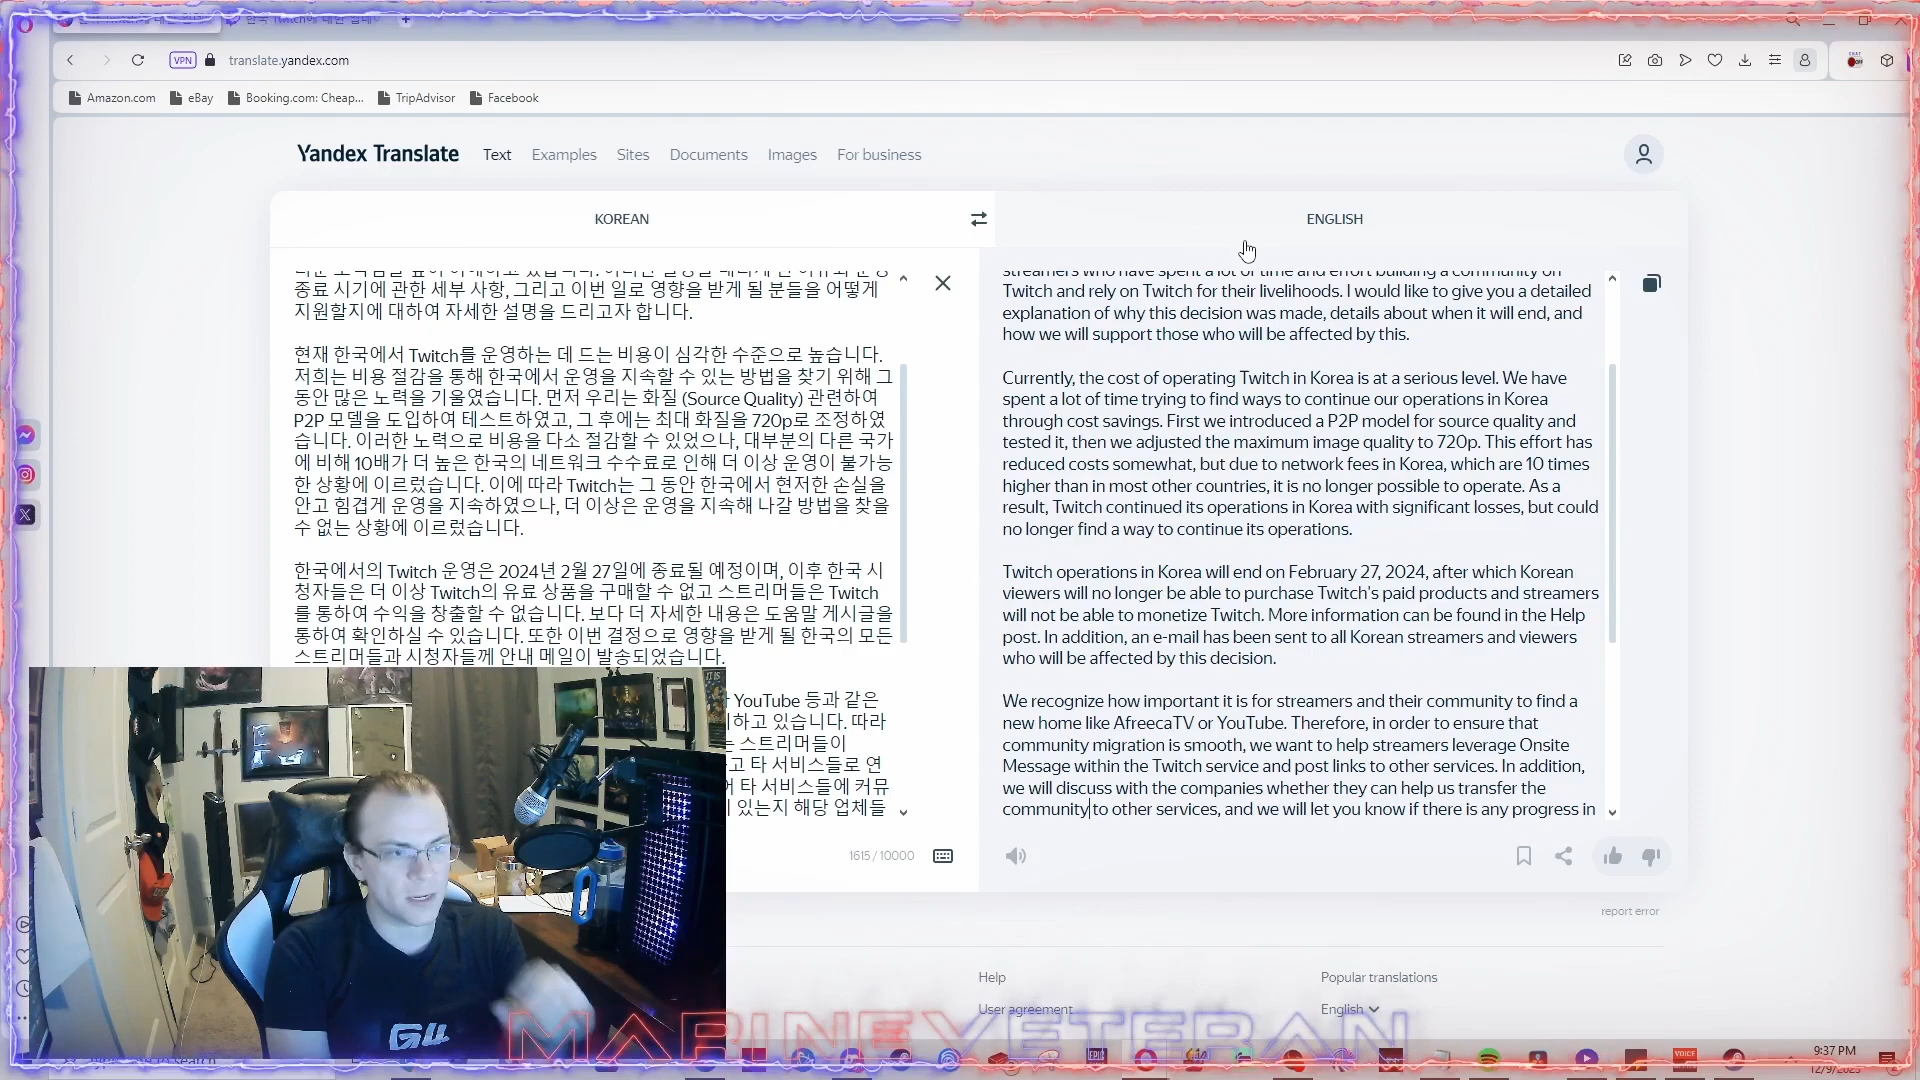 translate.yandex.com
VPN
Amazon.com
eBay
Booking.com: Cheap...
TripAdvisor
Facebook
Yandex Translate
Text
Examples
Sites
Documents
Images
For business
KOREAN
ENGLISH
종료 시기에 관한 세부 사항, 그리고 이번 일로 영향을 받게 될 분들을 어떻게
지원할지에 대하여 자세한 설명을 드리고자 합니다.
현재 한국에서 Twitch를 운영하는 데 드는 비용이 심각한 수준으로 높습니다.
저희는 비용 절감을 통해 한국에서 운영을 지속할 수 있는 방법을 찾기 위해 그
동안 많은 노력을 기울였습니다. 먼저 우리는 화질 (Source Quality) 관련하여
P2P 모델을 도입하여 테스트하였고, 그 후에는 최대 화질을 720p로 조정하였
습니다. 이러한 노력으로 비용을 다소 절감할 수 있었으나, 대부분의 다른 국가
에 비해 10배가 더 높은 한국의 네트워크 수수료로 인해 더 이상 운영이 불가능
한 상황에 이르렀습니다. 이에 따라 Twitch는 그 동안 한국에서 현저한 손실을
안고 힘겹게 운영을 지속하였으나, 더 이상은 운영을 지속해 나갈 방법을 찾을
수 없는 상황에 이르렀습니다.
한국에서의 Twitch 운영은 2024년 2월 27일에 종료될 예정이며, 이후 한국 시
청자들은 더 이상 Twitch의 유료 상품을 구매할 수 없고 스트리머들은 Twitch
를 통하여 수익을 창출할 수 없습니다. 보다 더 자세한 내용은 도움말 게시글을
통하여 확인하실 수 있습니다. 또한 이번 결정으로 영향을 받게 될 한국의 모든
스트리머들과 시청자들께 안내 메일이 발송되었습니다.
YouTube 등과 같은
하고 있습니다. 따라
스트리머들이
고 타 서비스들로 연
타 서비스들에 커뮤
있는지 해당 업체들
1615 / 10000
streamers who have spent a lot of time and effort building a community on
Twitch and rely on Twitch for their livelihoods. I would like to give you a detailed
explanation of why this decision was made, details about when it will end, and
how we will support those who will be affected by this.
Currently, the cost of operating Twitch in Korea is at a serious level. We have
spent a lot of time trying to find ways to continue our operations in Korea
through cost savings. First we introduced a P2P model for source quality and
tested it, then we adjusted the maximum image quality to 720p. This effort has
reduced costs somewhat, but due to network fees in Korea, which are 10 times
higher than in most other countries, it is no longer possible to operate. As a
result, Twitch continued its operations in Korea with significant losses, but could
no longer find a way to continue its operations.
Twitch operations in Korea will end on February 27, 2024, after which Korean
viewers will no longer be able to purchase Twitch's paid products and streamers
will not be able to monetize Twitch. More information can be found in the Help
post. In addition, an e-mail has been sent to all Korean streamers and viewers
who will be affected by this decision.
We recognize how important it is for streamers and their community to find a
new home like AfreecaTV or YouTube. Therefore, in order to ensure that
community migration is smooth, we want to help streamers leverage Onsite
Message within the Twitch service and post links to other services. In addition,
we will discuss with the companies whether they can help us transfer the
community to other services, and we will let you know if there is any progress in
report error
Help
Popular translations
User agreement
English
G4
MARINEVETERAN
9:37 PM